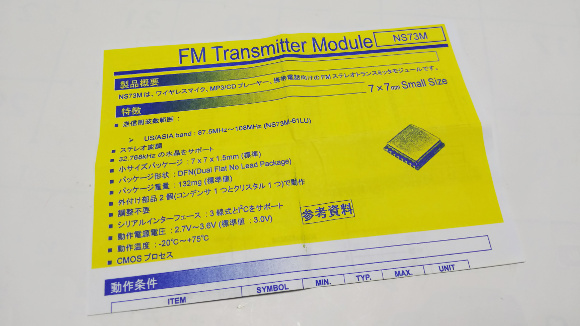 FM Transmitter Module NS73M
製品概要
NS73Mは、ワイヤレスマイク、MP3/CDプレーヤー、携帯電話向けのFMステレオトランスミッタモジュールです。
7×7mm Small Size
特徴
■ 送信周波数範囲:
➢ US/ASIA band : 87.5MHz~108MHz (NS73M-61LU)
■ ステレオ変調
■ 32.768kHzの水晶をサポート
■ 小サイズパッケージ:7 x 7 x 1.5mm (標準)
■ パッケージ形状:DFN(Dual Flat No Lead Package)
■ パッケージ重量:132mg (標準値)
■ 外付け部品2個(コンデンサ1つとクリスタル1つ)で動作
■ 調整不要
■ シリアルインターフェース:3線式とI²Cをサポート
■ 動作電源電圧:2.7V~3.6V (標準値:3.0V)
■ 動作温度:-20℃~+75℃
■ CMOSプロセス
参考資料
動作条件
ITEM SYMBOL MIN. TYP. MAX. UNIT